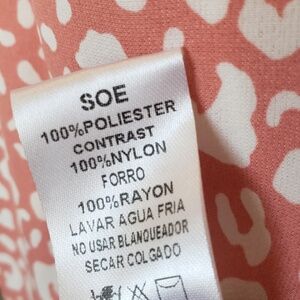 SOE
100%POLIESTER
CONTRAST
100%NYLON
FORRO
100%RAYON
LAVAR AGUA FRIA
NO USAR BLANQUEADOR
SECAR COLGADO